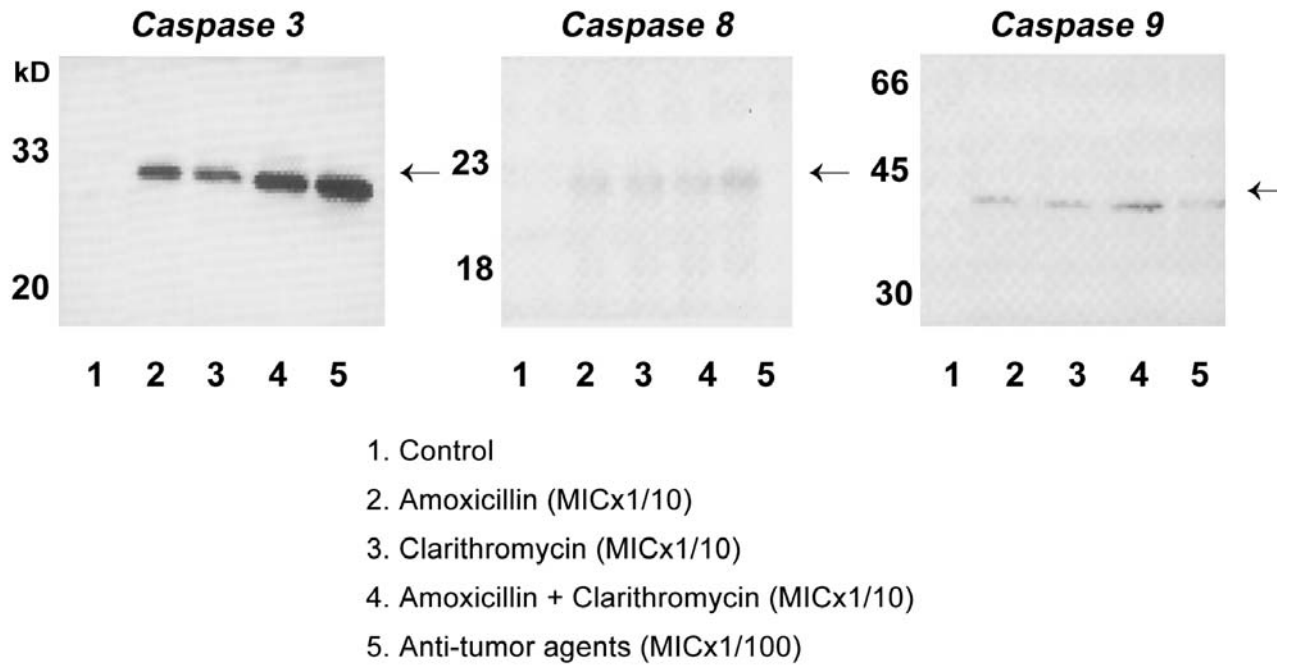 Caspase 3
Caspase 8
Caspase 9
kD
33
20
23
18
66
45
30
1 2 3 4 5
1 2 3 4 5
1 2 3 4 5
1. Control
2. Amoxicillin (MICx1/10)
3. Clarithromycin (MICx1/10)
4. Amoxicillin + Clarithromycin (MICx1/10)
5. Anti-tumor agents (MICx1/100)